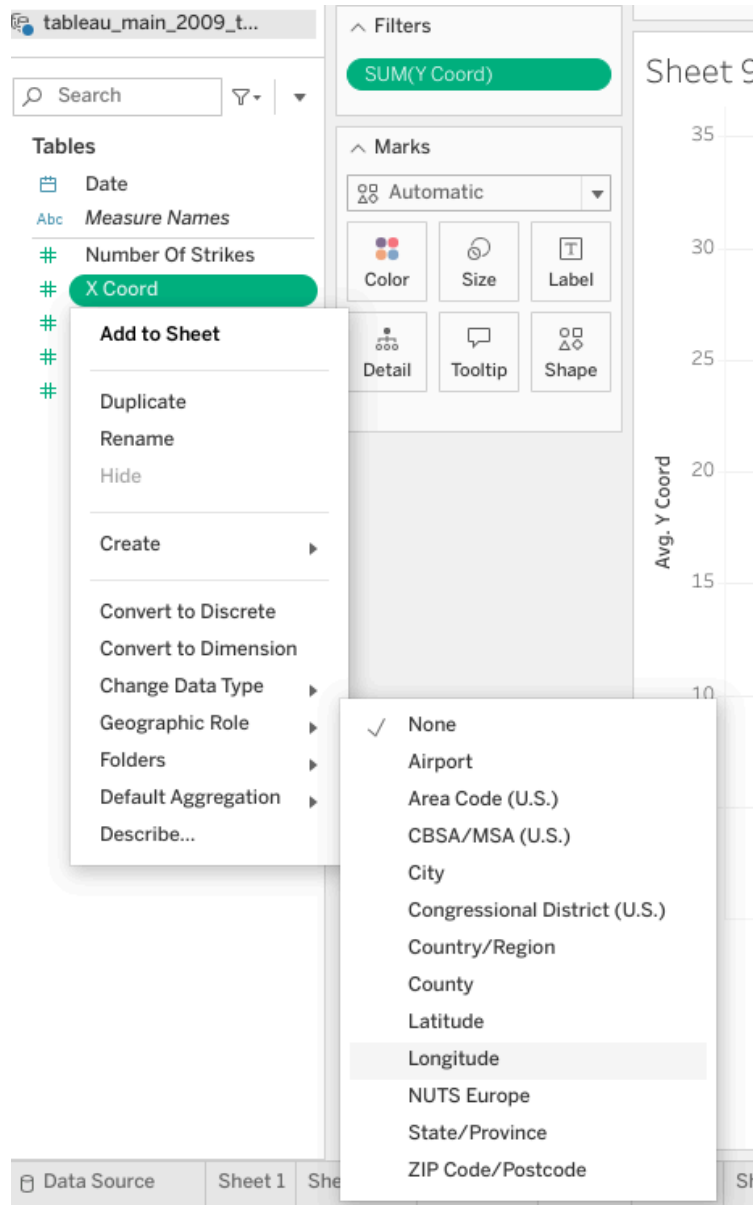 tableau_main_2009_t...
Search
Tables
Date
Abc Measure Names
Number Of Strikes
X Coord
Add to Sheet
Duplicate
Rename
Hide
Create
Convert to Discrete
Convert to Dimension
Change Data Type
Geographic Role
Folders
Default Aggregation
Describe...
None
Airport
Area Code (U.S.)
CBSA/MSA (U.S.)
City
Congressional District (U.S.)
Country/Region
County
Latitude
Longitude
NUTS Europe
State/Province
ZIP Code/Postcode
Filters
SUM(Y Coord)
Marks
Automatic
Color Size Label
Detail Tooltip Shape
Sheet 9
35
30
25
20
15
10
Avg. Y Coord
Data Source Sheet 1 She Sh